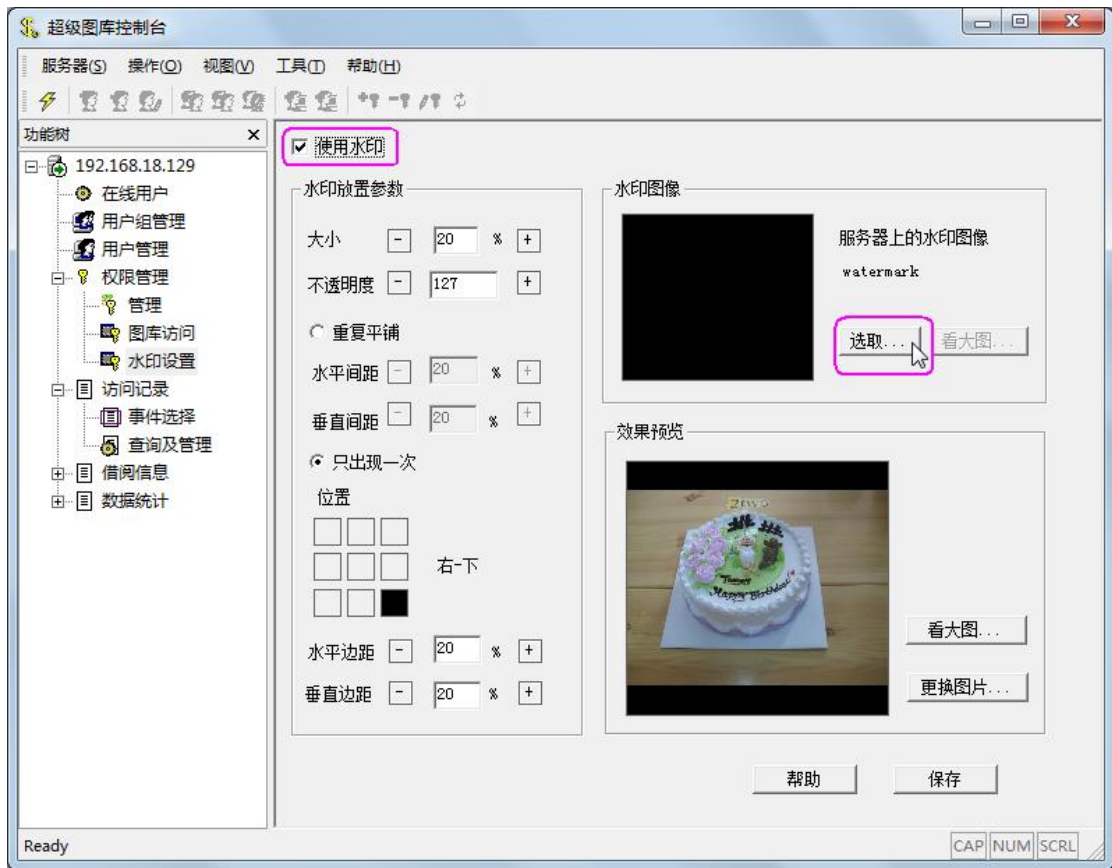 超级图库控制台
服务器(S) 操作(O) 视图(V) 工具(T) 帮助(H)
功能树
192.168.18.129
在线用户
用户组管理
用户管理
权限管理
管理
图库访问
水印设置
访问记录
事件选择
查询及管理
借阅信息
数据统计
使用水印
水印放置参数
大小 - 20 % +
不透明度 - 127 +
重复平铺
水平间距 - 20 % +
垂直间距 - 20 % +
只出现一次
位置
右-下
水平边距 - 20 % +
垂直边距 - 20 % +
水印图像
服务器上的水印图像
watermark
选取... 看大图...
效果预览
Happy Birthday
看大图...
更换图片...
帮助 保存
Ready CAP NUM SCRL